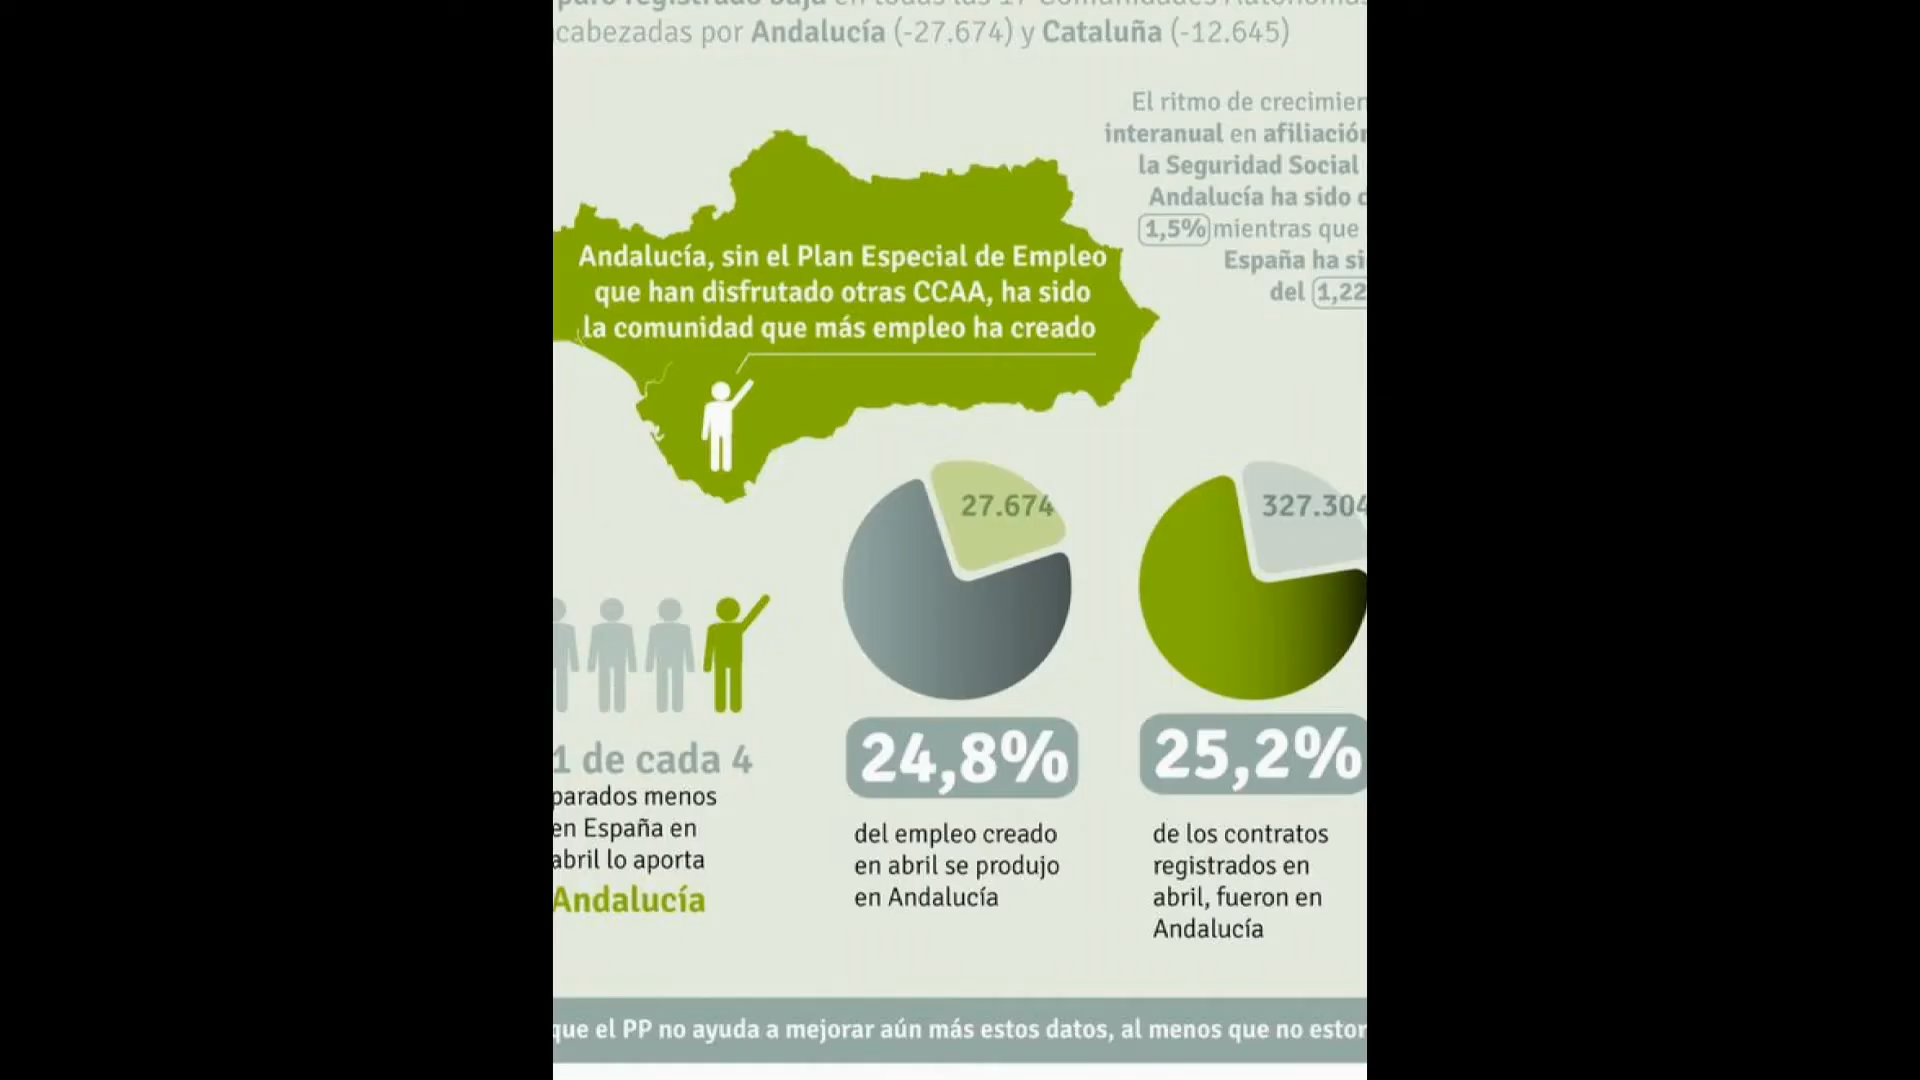 cabezadas por Andalucía (-27.674) y Cataluña (-12.645)
El ritmo de
interanual en
la Seguridad Social
Andalucía ha sido
1,5% mientras que
España ha
del 1,22
Andalucía, sin el Plan Especial de Empleo
que han disfrutado otras CCAA, ha sido
la comunidad que más empleo ha creado
27.674
327.304
1 de cada 4
parados menos
en España en
abril lo aporta
Andalucía
24,8%
del empleo creado
en abril se produjo
en Andalucía
25,2%
de los contratos
registrados en
abril, fueron en
Andalucía
que el PP no ayuda a mejorar aún más estos datos, al menos que no